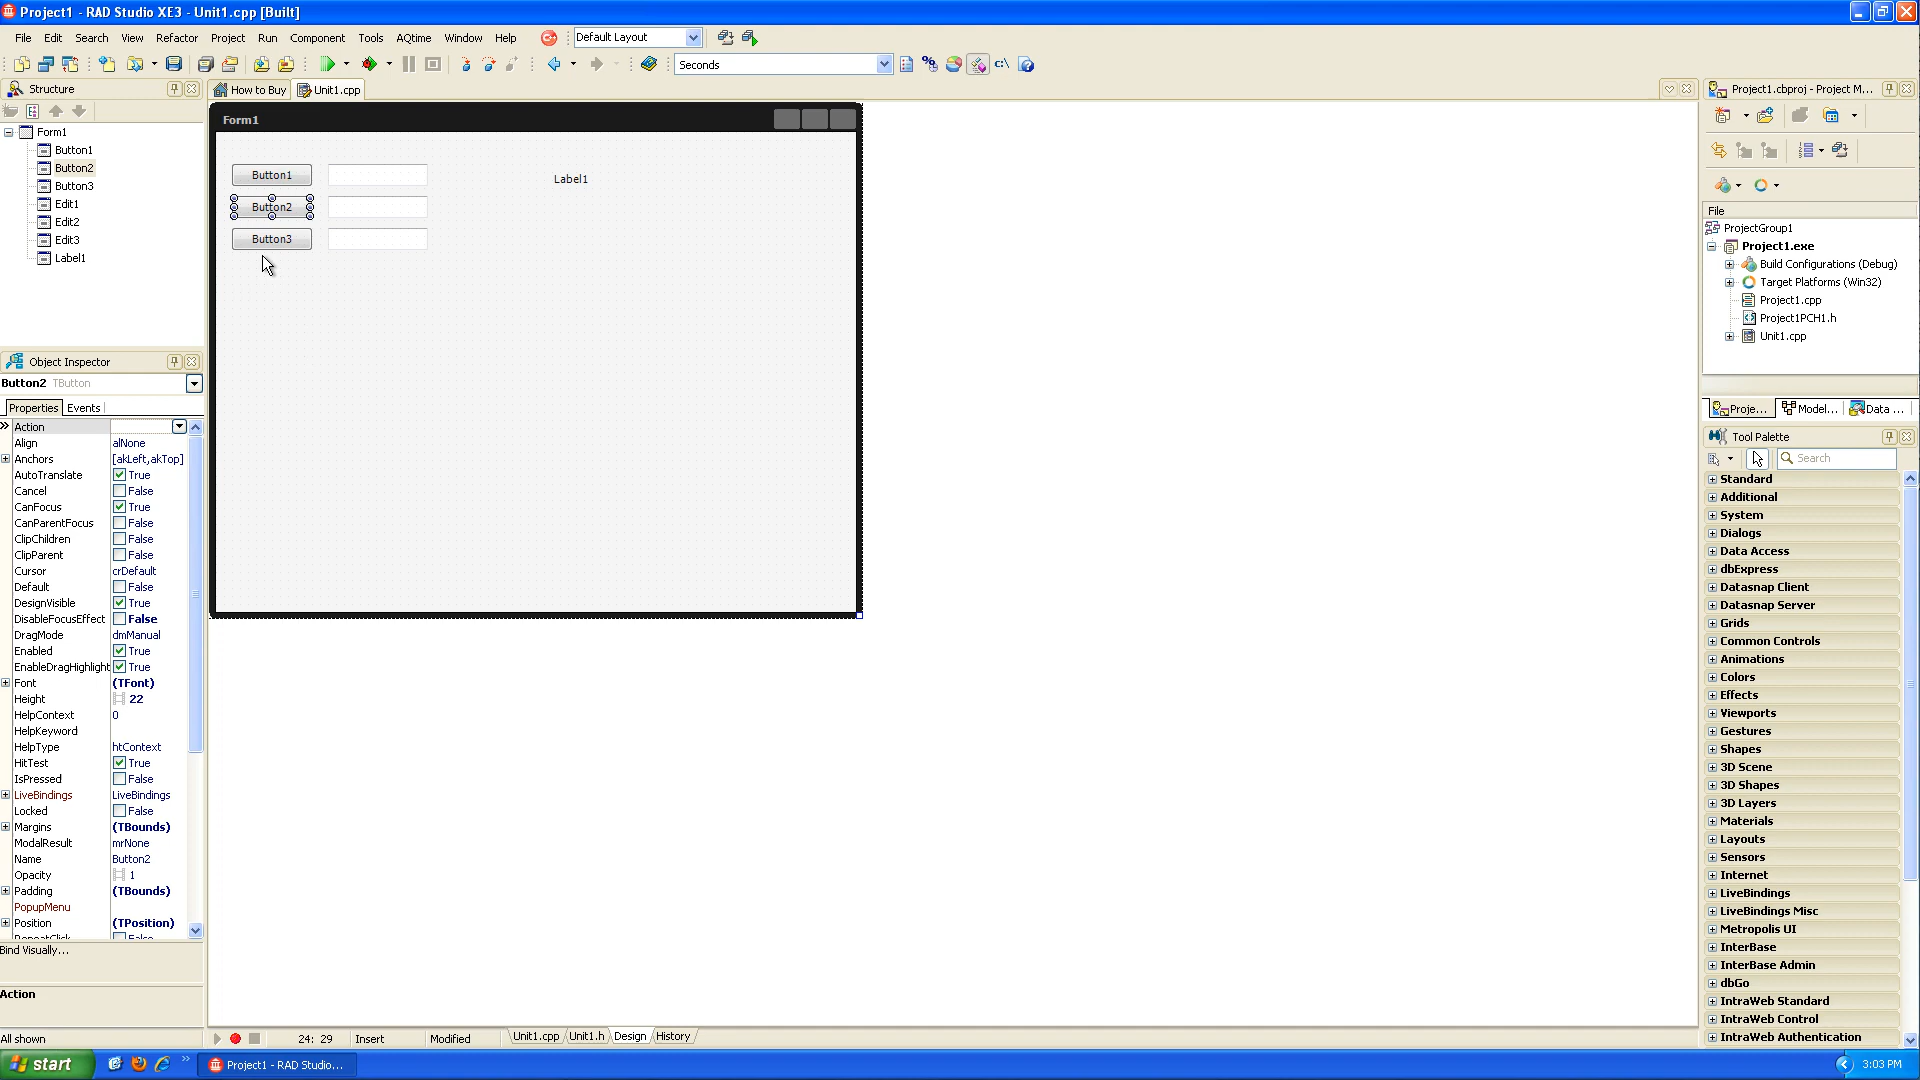 Project1 - RAD Studio XE3 - Unit1.cpp [Built]
File Edit Search View Refactor Project Run Component Tools AQtime Window Help
Default Layout
Seconds
Structure
Form1
Button1
Button2
Button3
Edit1
Edit2
Edit3
Label1
Object Inspector
Button2 TButton
Properties Events
Action
Align alNone
Anchors [akLeft,akTop]
AutoTranslate True
Cancel False
CanFocus True
CanParentFocus False
ClipChildren False
ClipParent False
Cursor crDefault
Default False
DesignVisible True
DisableFocusEffect False
DragMode dmManual
Enabled True
EnableDragHighlight True
Font (TFont)
Height 22
HelpContext 0
HelpKeyword
HelpType htContext
HitTest True
IsPressed False
LiveBindings LiveBindings
Locked False
Margins (TBounds)
ModalResult mrNone
Name Button2
Opacity 1
Padding (TBounds)
PopupMenu
Position (TPosition)
Bind Visually...
Action
All shown
How to Buy Unit1.cpp
Form1
Button1
Label1
Button2
Button3
24: 29 Insert Modified Unit1.cpp Unit1.h Design History
Project1.cbproj - Project M...
File
ProjectGroup1
Project1.exe
Build Configurations (Debug)
Target Platforms (Win32)
Project1.cpp
Project1PCH1.h
Unit1.cpp
Proje... Model... Data ...
Tool Palette
Search
Standard
Additional
System
Dialogs
Data Access
dbExpress
Datasnap Client
Datasnap Server
Grids
Common Controls
Animations
Colors
Effects
Viewports
Gestures
Shapes
3D Scene
3D Shapes
3D Layers
Materials
Layouts
Sensors
Internet
LiveBindings
LiveBindings Misc
Metropolis UI
InterBase
InterBase Admin
dbGo
IntraWeb Standard
IntraWeb Control
IntraWeb Authentication
start Project1 - RAD Studio... 3:03 PM